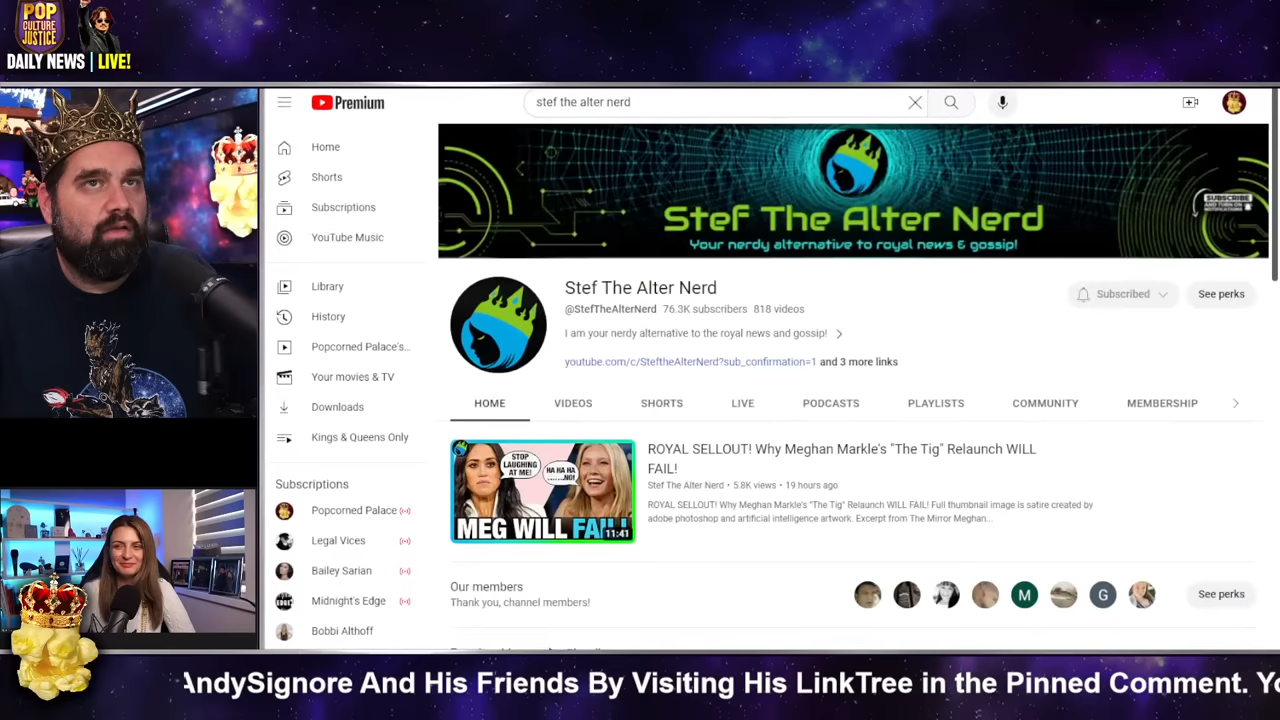 POP
CULTURE
JUSTICE
DAILY NEWS | LIVE!
Premium
stef the alter nerd
Home
Shorts
Subscriptions
YouTube Music
Library
History
Popcorned Palace's...
Your movies & TV
Downloads
Kings & Queens Only
Subscriptions
Popcorned Palace
Legal Vices
Bailey Sarian
Midnight's Edge
Bobbi Althoff
Stef The Alter Nerd
Your nerdy alternative to royal news & gossip!
SUBSCRIBE
AND TURN ON
NOTIFICATIONS
Stef The Alter Nerd
@StefTheAlterNerd 76.3K subscribers 818 videos
I am your nerdy alternative to the royal news and gossip!
youtube.com/c/SteftheAlterNerd?sub_confirmation=1 and 3 more links
Subscribed
See perks
HOME VIDEOS SHORTS LIVE PODCASTS PLAYLISTS COMMUNITY MEMBERSHIP
STOP
LAUGHING
AT ME!
HA HA HA
........NO!
MEG WILL FAIL!
11:41
ROYAL SELLOUT! Why Meghan Markle's "The Tig" Relaunch WILL
FAIL!
Stef The Alter Nerd • 5.8K views • 19 hours ago
ROYAL SELLOUT! Why Meghan Markle's "The Tig" Relaunch WILL FAIL! Full thumbnail image is satire created by
adobe photoshop and artificial intelligence artwork. Excerpt from The Mirror Meghan...
Our members
Thank you, channel members!
M
G
See perks
AndySignore And His Friends By Visiting His LinkTree in the Pinned Comment. Yo